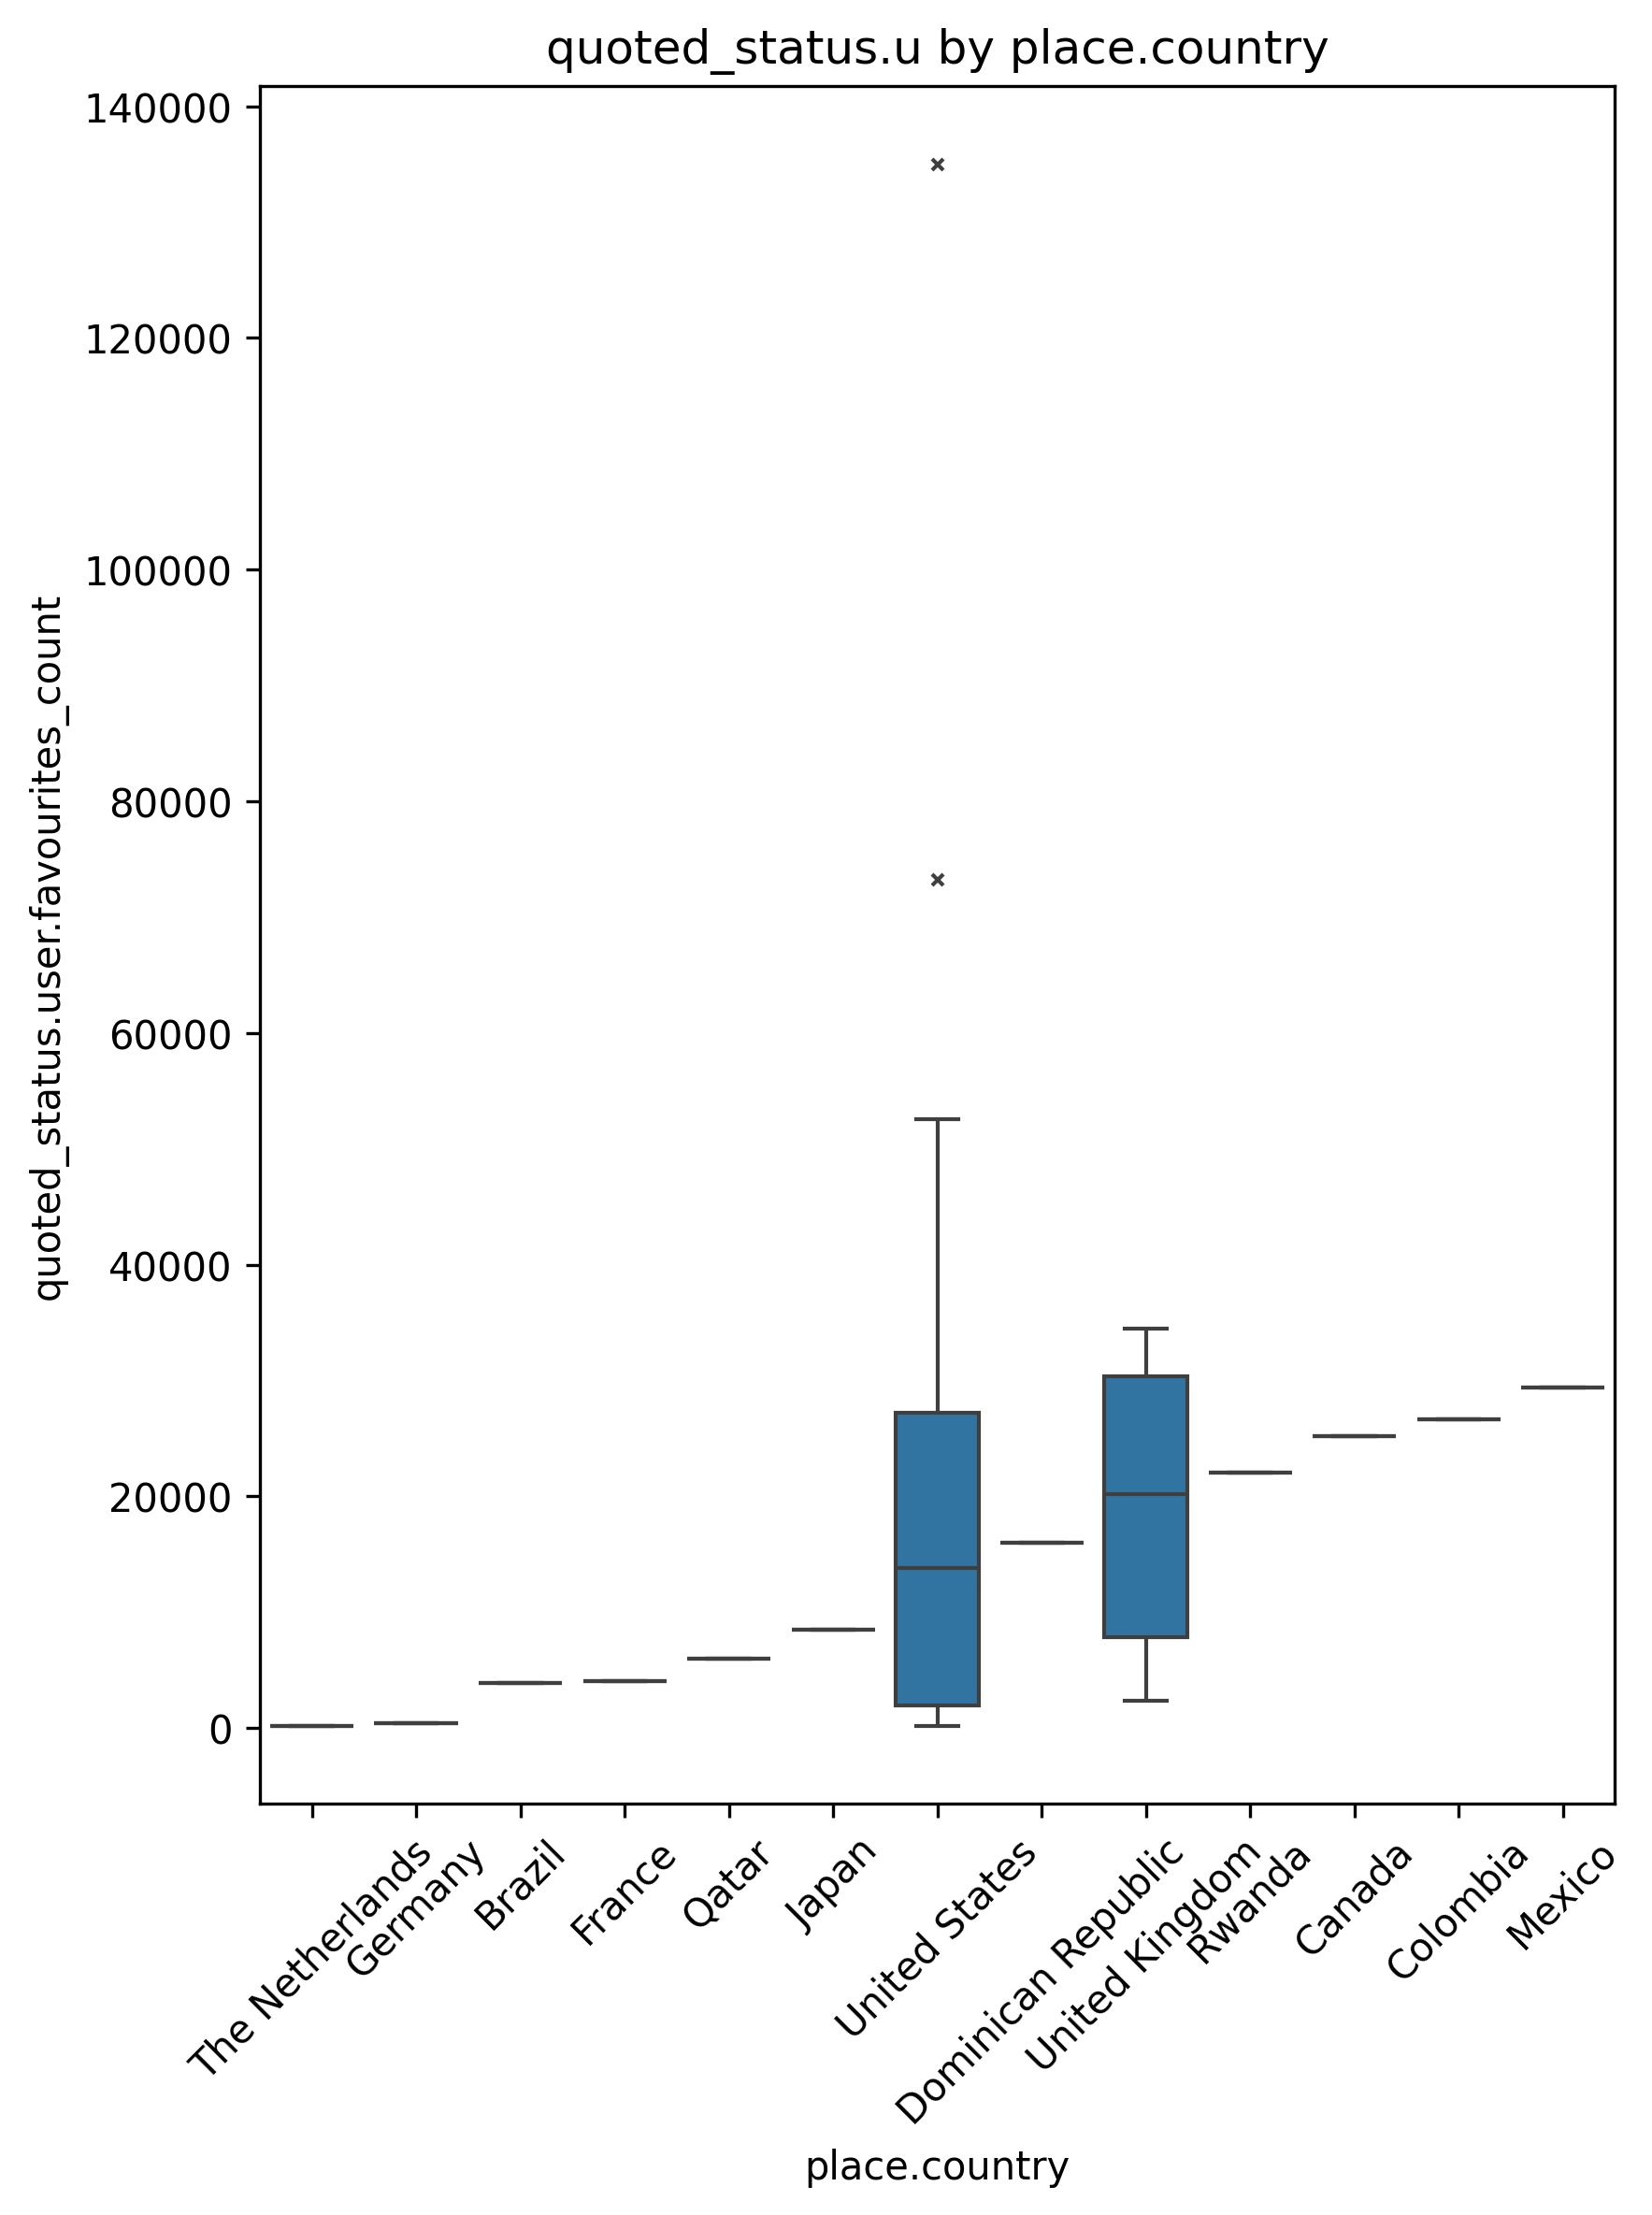 quoted_status.u by place.country
quoted_status.user.favourites_count
140000
120000
100000
80000
60000
40000
20000
0
The Netherlands
Germany
Brazil
France
Qatar
Japan
United States
Dominican Republic
United Kingdom
Rwanda
Canada
Colombia
Mexico
place.country